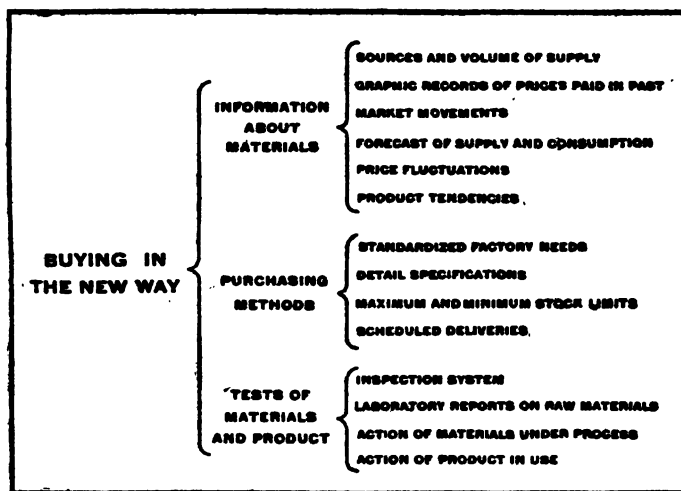 BUYING IN
THE NEW WAY
INFORMATION
ABOUT
MATERIALS
SOURCES AND VOLUME OF SUPPLY
GRAPHIC RECORDS OF PRICES PAID IN PAST
MARKET MOVEMENTS
FORECAST OF SUPPLY AND CONSUMPTION
PRICE FLUCTUATIONS
PRODUCT TENDENCIES
PURCHASING
METHODS
STANDARDIZED FACTORY NEEDS
DETAIL SPECIFICATIONS
MAXIMUM AND MINIMUM STOCK LIMITS
SCHEDULED DELIVERIES
TESTS OF
MATERIALS
AND PRODUCT
INSPECTION SYSTEM
LABORATORY REPORTS ON RAW MATERIALS
ACTION OF MATERIALS UNDER PROCESS
ACTION OF PRODUCT IN USE